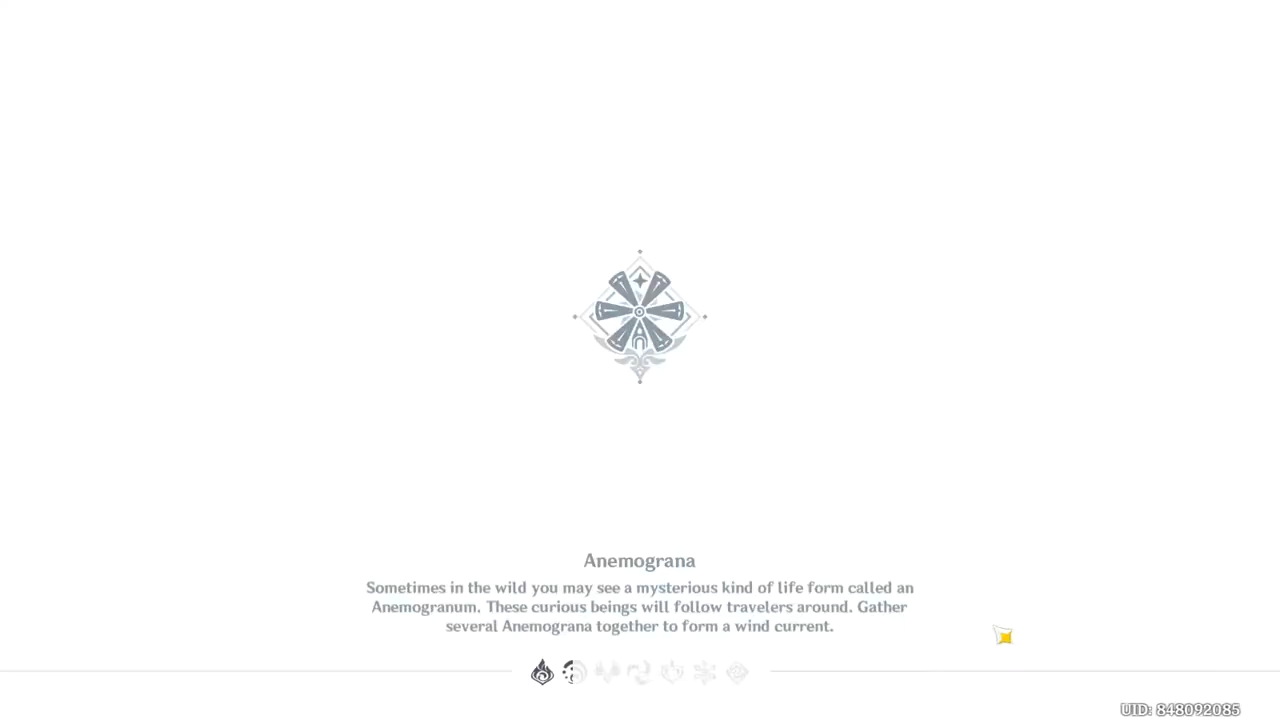 Anemograna
Sometimes in the wild you may see a mysterious kind of life form called an
Anemogranum. These curious beings will follow travelers around. Gather
several Anemograna together to form a wind current.
UID: 848092085